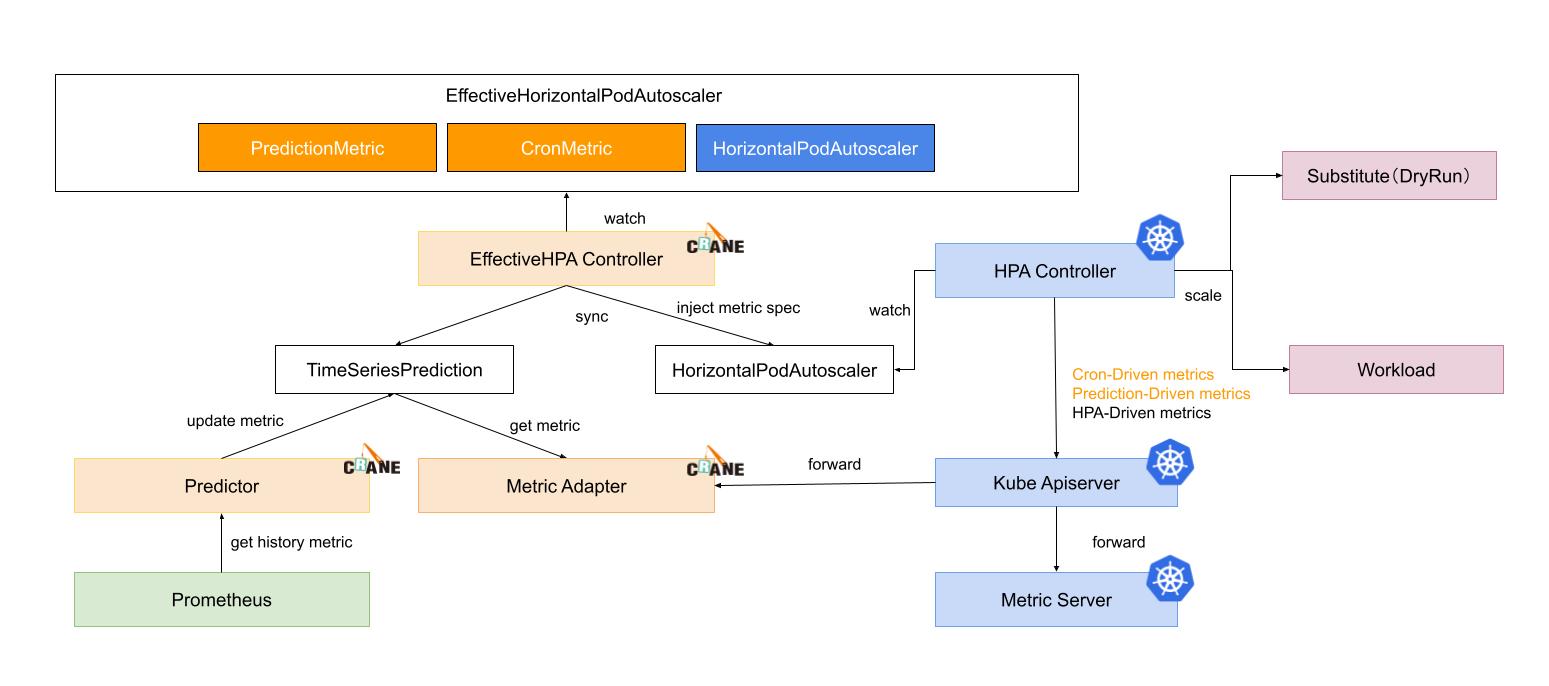 EffectiveHorizontalPodAutoscaler
PredictionMetric
CronMetric
HorizontalPodAutoscaler
Substitute（DryRun）
watch
CRANE
EffectiveHPA Controller
HPA Controller
scale
sync
inject metric spec
watch
TimeSeriesPrediction
HorizontalPodAutoscaler
Workload
Cron-Driven metrics
Prediction-Driven metrics
HPA-Driven metrics
update metric
get metric
CRANE
CRANE
forward
Predictor
Metric Adapter
Kube Apiserver
get history metric
forward
Prometheus
Metric Server